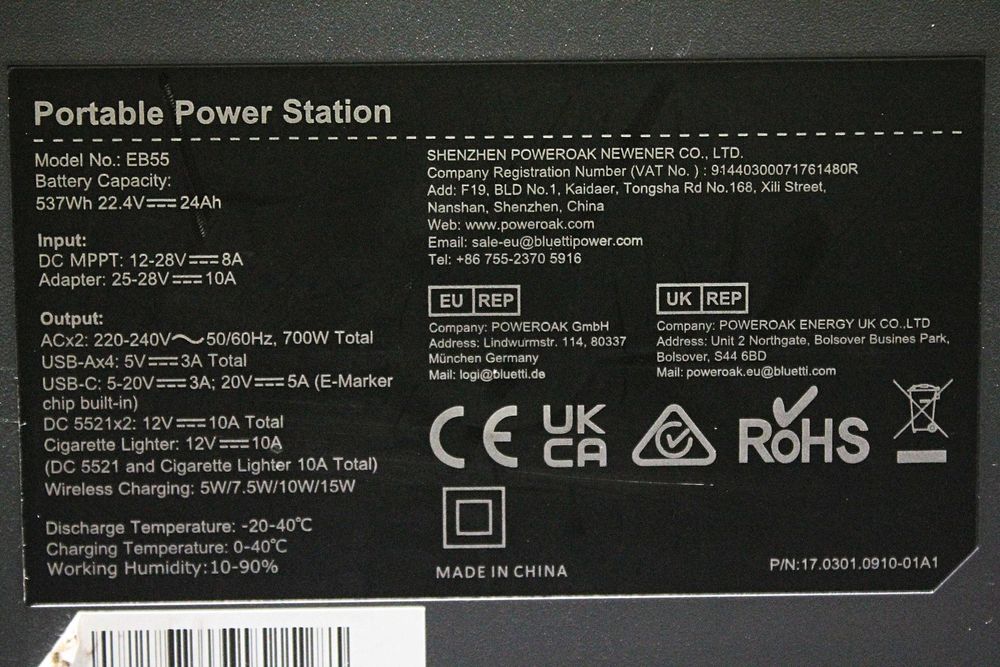 Portable Power Station
Model No.: EB55
Battery Capacity:
537Wh 22.4V⎓24Ah
Input:
DC MPPT: 12-28V⎓8A
Adapter: 25-28V⎓10A
Output:
ACx2: 220-240V～50/60Hz, 700W Total
USB-Ax4: 5V⎓3A Total
USB-C: 5-20V⎓3A; 20V⎓5A (E-Marker
chip built-in)
DC 5521x2: 12V⎓10A Total
Cigarette Lighter: 12V⎓10A
(DC 5521 and Cigarette Lighter 10A Total)
Wireless Charging: 5W/7.5W/10W/15W
Discharge Temperature: -20-40℃
Charging Temperature: 0-40℃
Working Humidity:10-90%
SHENZHEN POWEROAK NEWENER CO., LTD.
Company Registration Number (VAT No. ) : 91440300071761480R
Add: F19, BLD No.1, Kaidaer, Tongsha Rd No.168, Xili Street,
Nanshan, Shenzhen, China
Web: www.poweroak.com
Email: sale-eu@bluettipower.com
Tel: +86 755-2370 5916
EU REP
Company: POWEROAK GmbH
Address: Lindwurmstr. 114, 80337
München Germany
Mail: logi@bluetti.de
UK REP
Company: POWEROAK ENERGY UK CO.,LTD
Address: Unit 2 Northgate, Bolsover Busines Park,
Bolsover, S44 6BD
Mail: poweroak.eu@bluetti.com
CE
UK
CA
RoHS
MADE IN CHINA
P/N:17.0301.0910-01A1